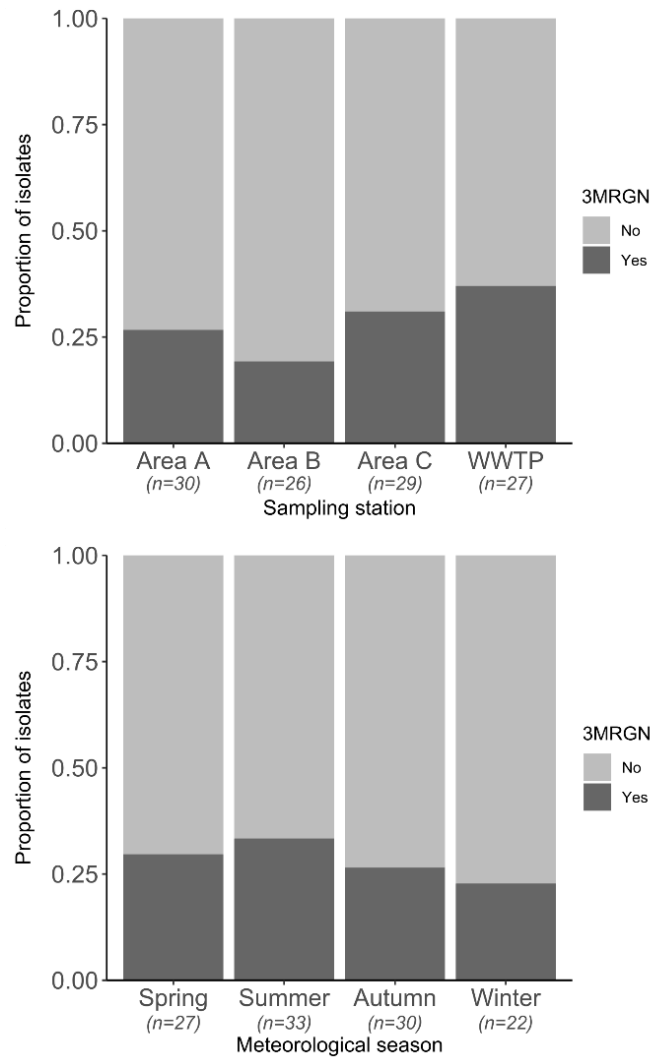 1.00
0.75
0.50
0.25
0.00
Proportion of isolates
Area A Area B Area C WWTP
(n=30) (n=26) (n=29) (n=27)
Sampling station
3MRGN
No
Yes
1.00
0.75
0.50
0.25
0.00
Proportion of isolates
Spring Summer Autumn Winter
(n=27) (n=33) (n=30) (n=22)
Meteorological season
3MRGN
No
Yes